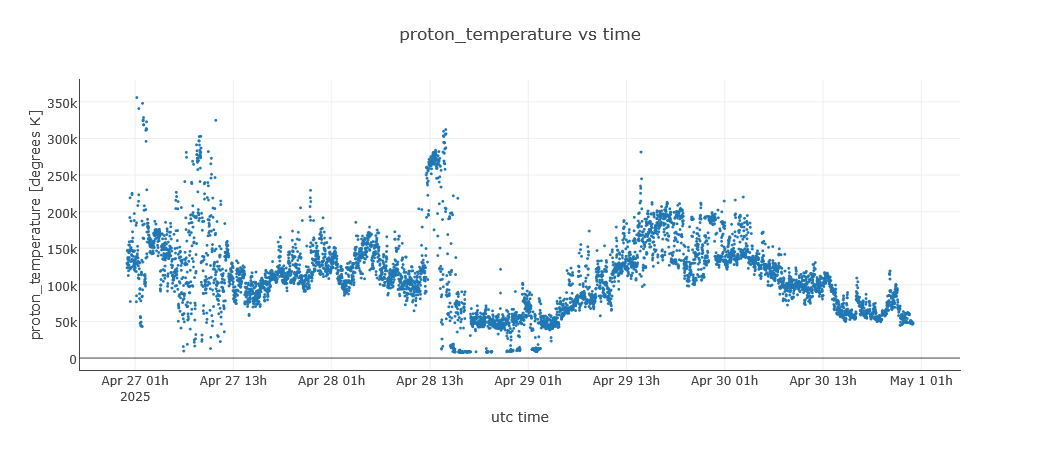 proton_temperature vs time
proton_temperature [degrees K]
350k
300k
250k
200k
150k
100k
50k
0
Apr 27 01h
2025
Apr 27 13h
Apr 28 01h
Apr 28 13h
Apr 29 01h
Apr 29 13h
Apr 30 01h
Apr 30 13h
May 1 01h
utc time